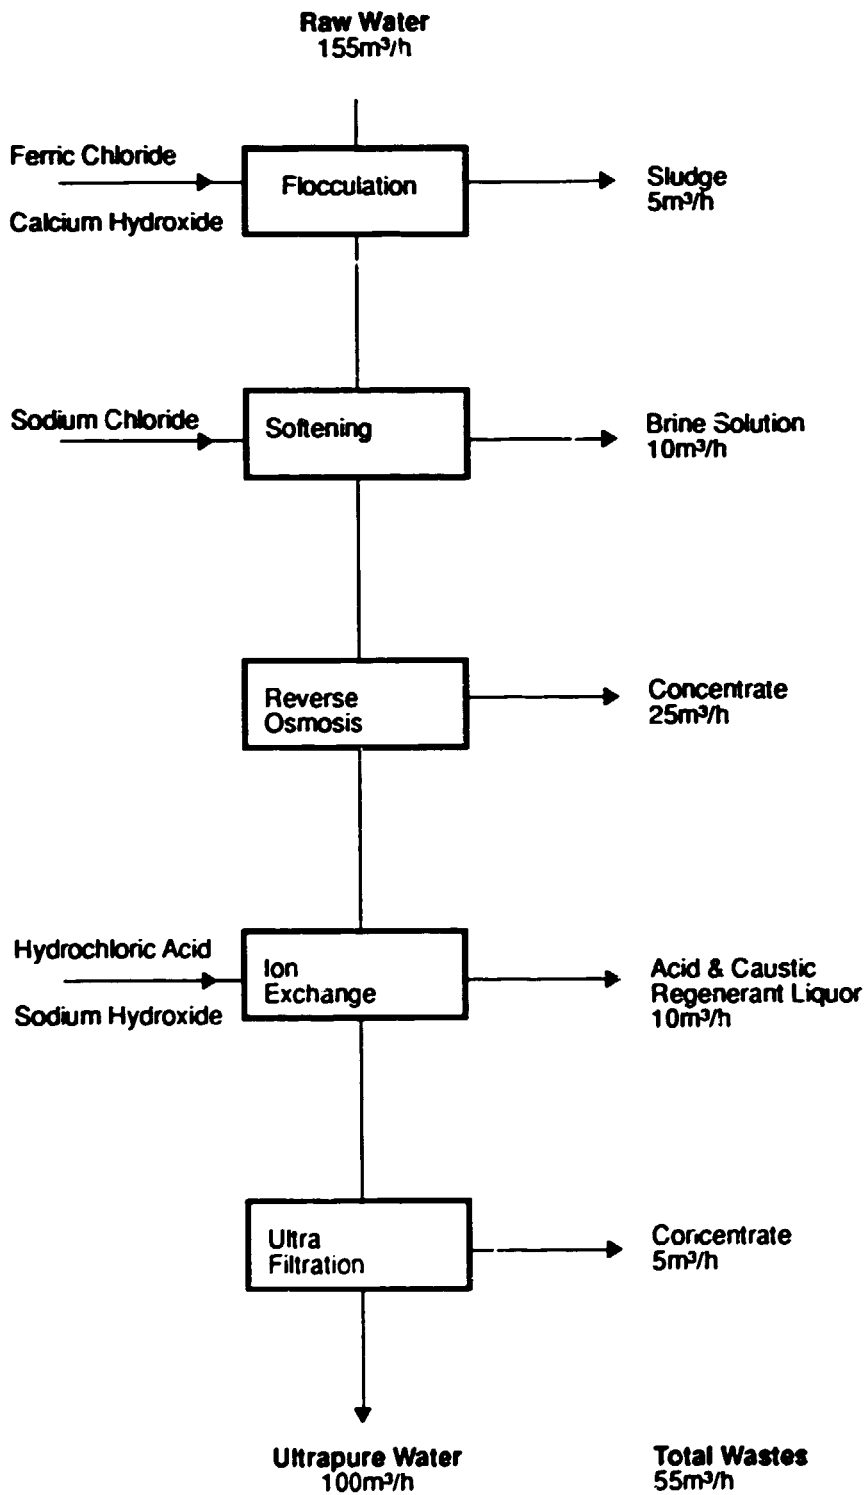 Raw Water
155m³/h
Ferric Chloride
Calcium Hydroxide
Flocculation
Sludge
5m³/h
Sodium Chloride
Softening
Brine Solution
10m³/h
Reverse
Osmosis
Concentrate
25m³/h
Hydrochloric Acid
Sodium Hydroxide
Ion
Exchange
Acid & Caustic
Regenerant Liquor
10m³/h
Ultra
Filtration
Concentrate
5m³/h
Ultrapure Water
100m³/h
Total Wastes
55m³/h